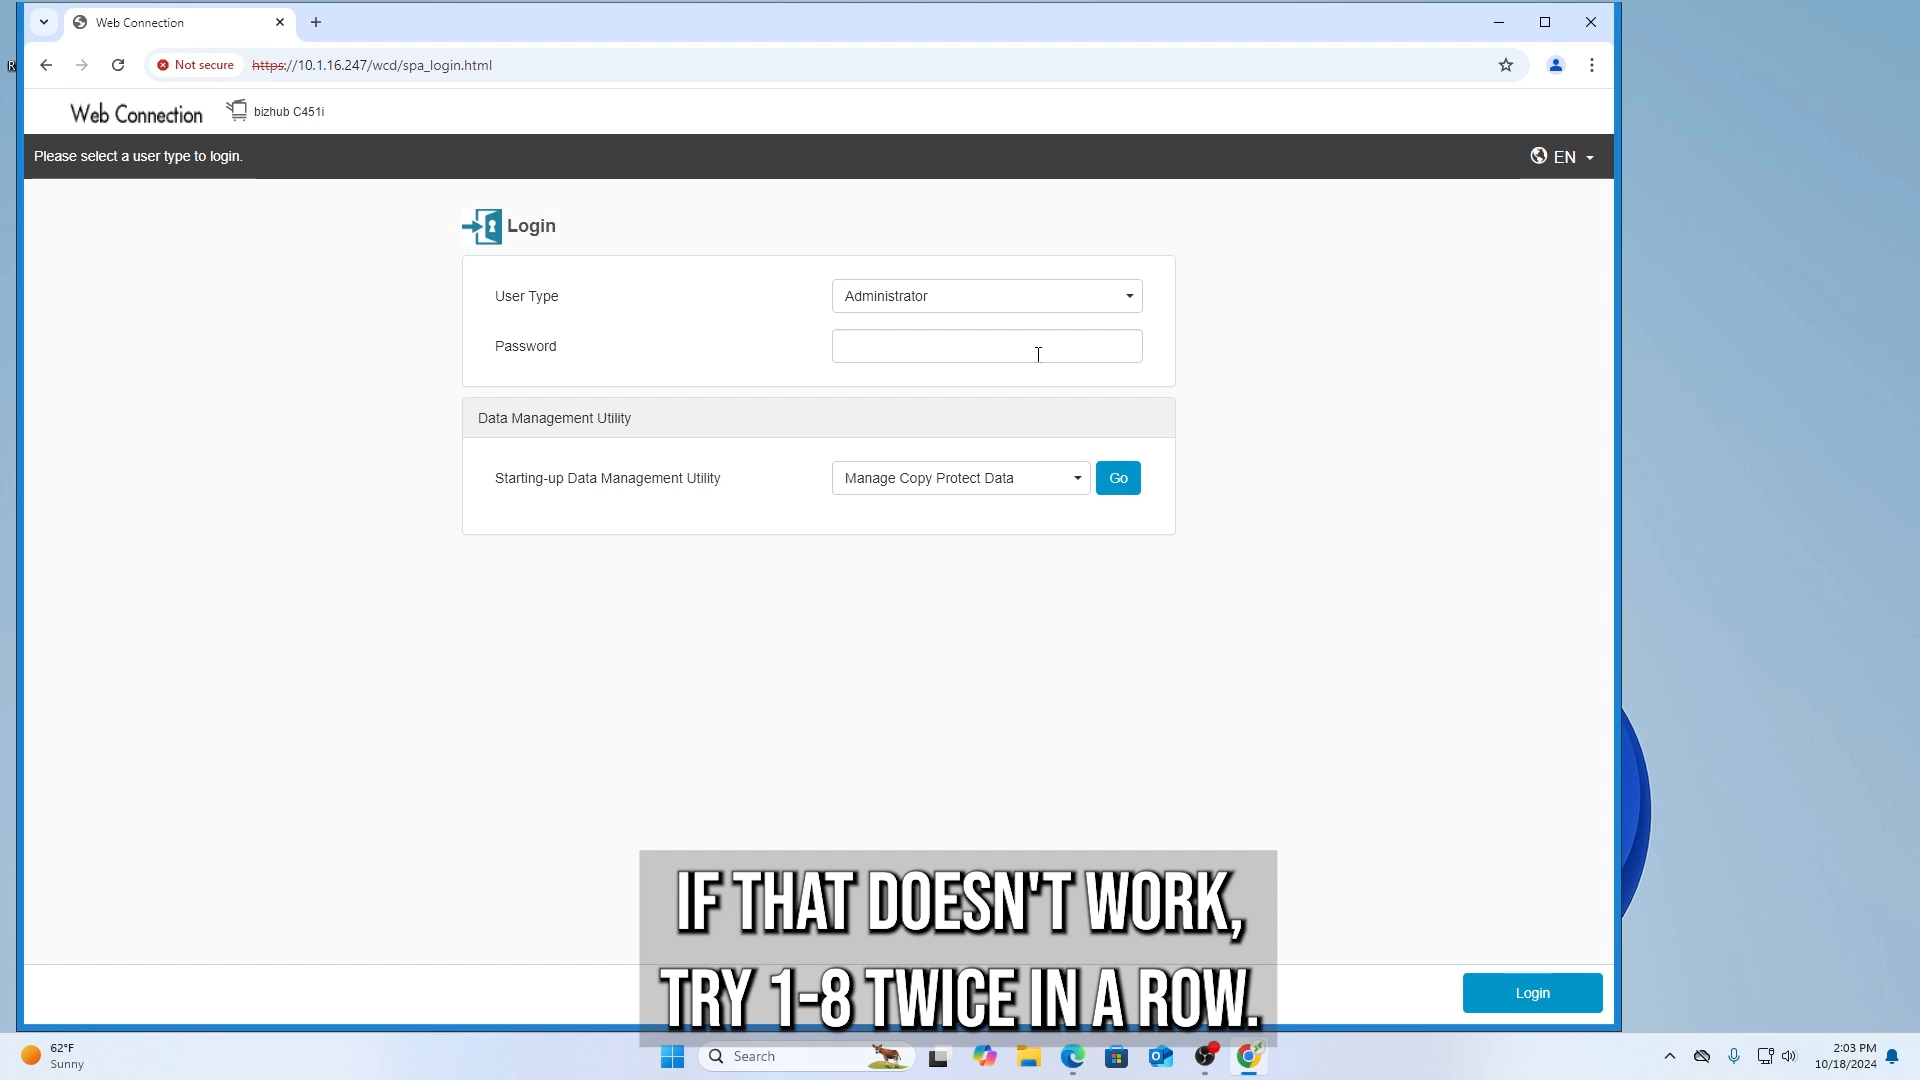 Web Connection
Not secure https://10.1.16.247/wcd/spa_login.html
Web Connection bizhub C451i
Please select a user type to login.
EN
Login
User Type Administrator
Password
Data Management Utility
Starting-up Data Management Utility Manage Copy Protect Data Go
IF THAT DOESN'T WORK,
TRY 1-8 TWICE IN A ROW.
Login
62°F
Sunny
Search
2:03 PM
10/18/2024